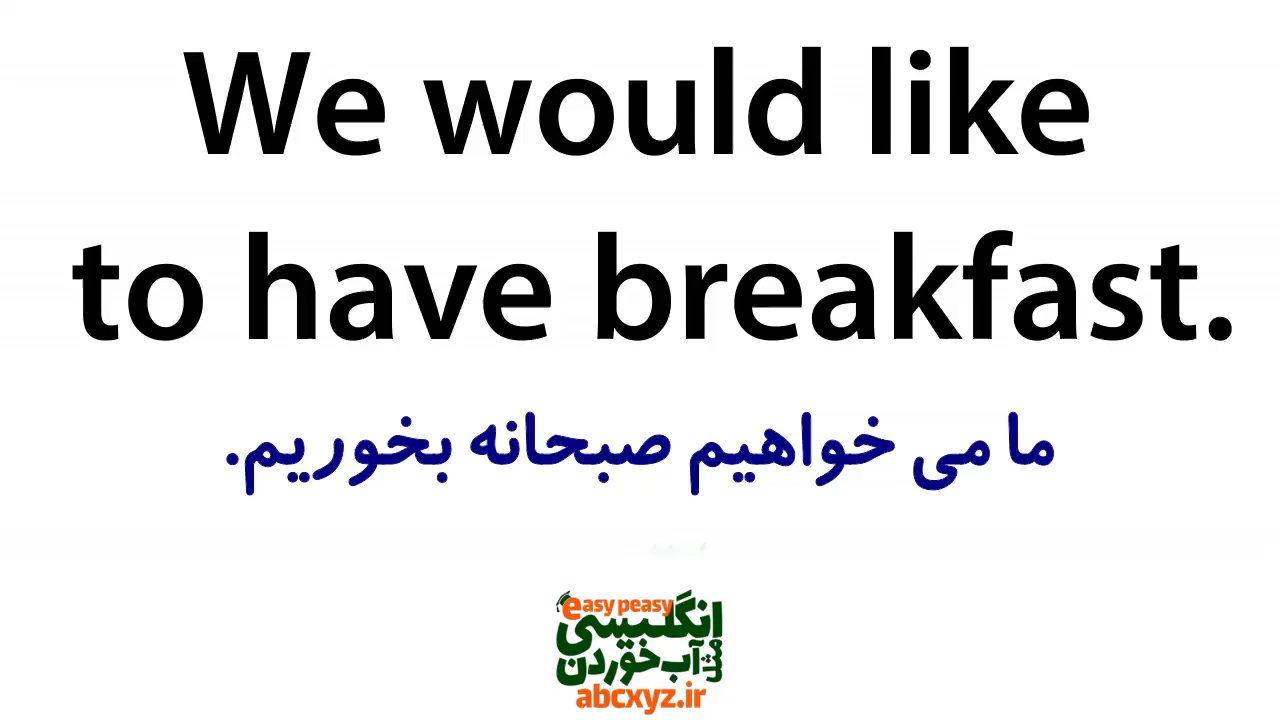 We would like
to have breakfast.
ما می خواهیم صبحانه بخوریم.
easy peasy
انگلیسی
مثل آب خوردن
abcxyz.ir